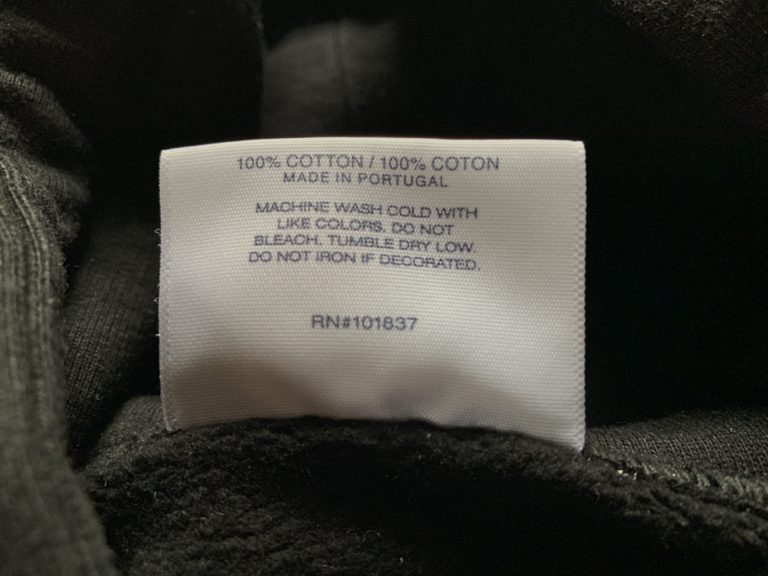 100% COTTON / 100% COTON
MADE IN PORTUGAL
MACHINE WASH COLD WITH
LIKE COLORS. DO NOT
BLEACH. TUMBLE DRY LOW.
DO NOT IRON IF DECORATED.
RN#101837